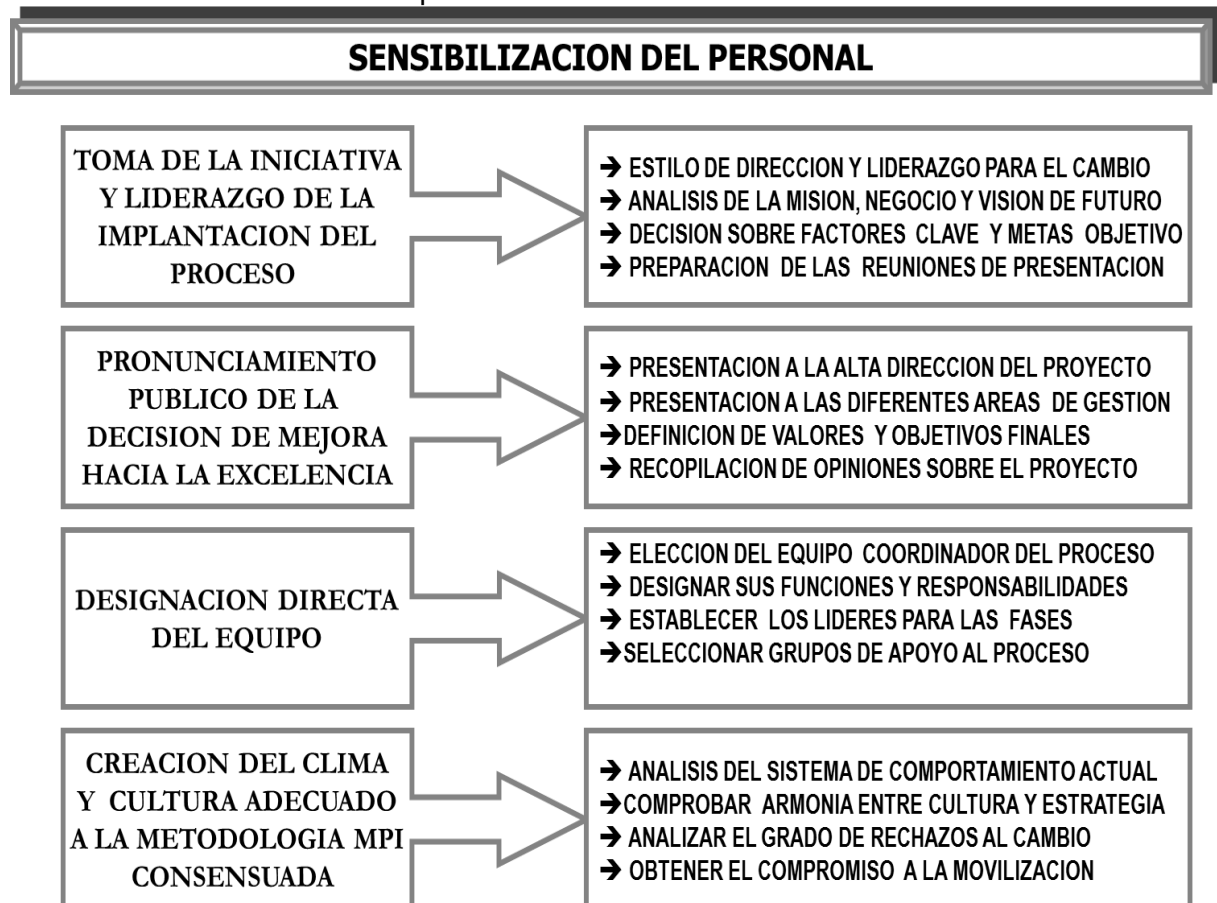 SENSIBILIZACION DEL PERSONAL
TOMA DE LA INICIATIVA
Y LIDERAZGO DE LA
IMPLANTACION DEL
PROCESO
➔ ESTILO DE DIRECCION Y LIDERAZGO PARA EL CAMBIO
➔ ANALISIS DE LA MISION, NEGOCIO Y VISION DE FUTURO
➔ DECISION SOBRE FACTORES CLAVE Y METAS OBJETIVO
➔ PREPARACION DE LAS REUNIONES DE PRESENTACION
PRONUNCIAMIENTO
PUBLICO DE LA
DECISION DE MEJORA
HACIA LA EXCELENCIA
➔ PRESENTACION A LA ALTA DIRECCION DEL PROYECTO
➔ PRESENTACION A LAS DIFERENTES AREAS DE GESTION
➔DEFINICION DE VALORES Y OBJETIVOS FINALES
➔ RECOPILACION DE OPINIONES SOBRE EL PROYECTO
DESIGNACION DIRECTA
DEL EQUIPO
➔ ELECCION DEL EQUIPO COORDINADOR DEL PROCESO
➔ DESIGNAR SUS FUNCIONES Y RESPONSABILIDADES
➔ ESTABLECER LOS LIDERES PARA LAS FASES
➔SELECCIONAR GRUPOS DE APOYO AL PROCESO
CREACION DEL CLIMA
Y CULTURA ADECUADO
A LA METODOLOGIA MPI
CONSENSUADA
➔ ANALISIS DEL SISTEMA DE COMPORTAMIENTO ACTUAL
➔COMPROBAR ARMONIA ENTRE CULTURA Y ESTRATEGIA
➔ ANALIZAR EL GRADO DE RECHAZOS AL CAMBIO
➔ OBTENER EL COMPROMISO A LA MOVILIZACION